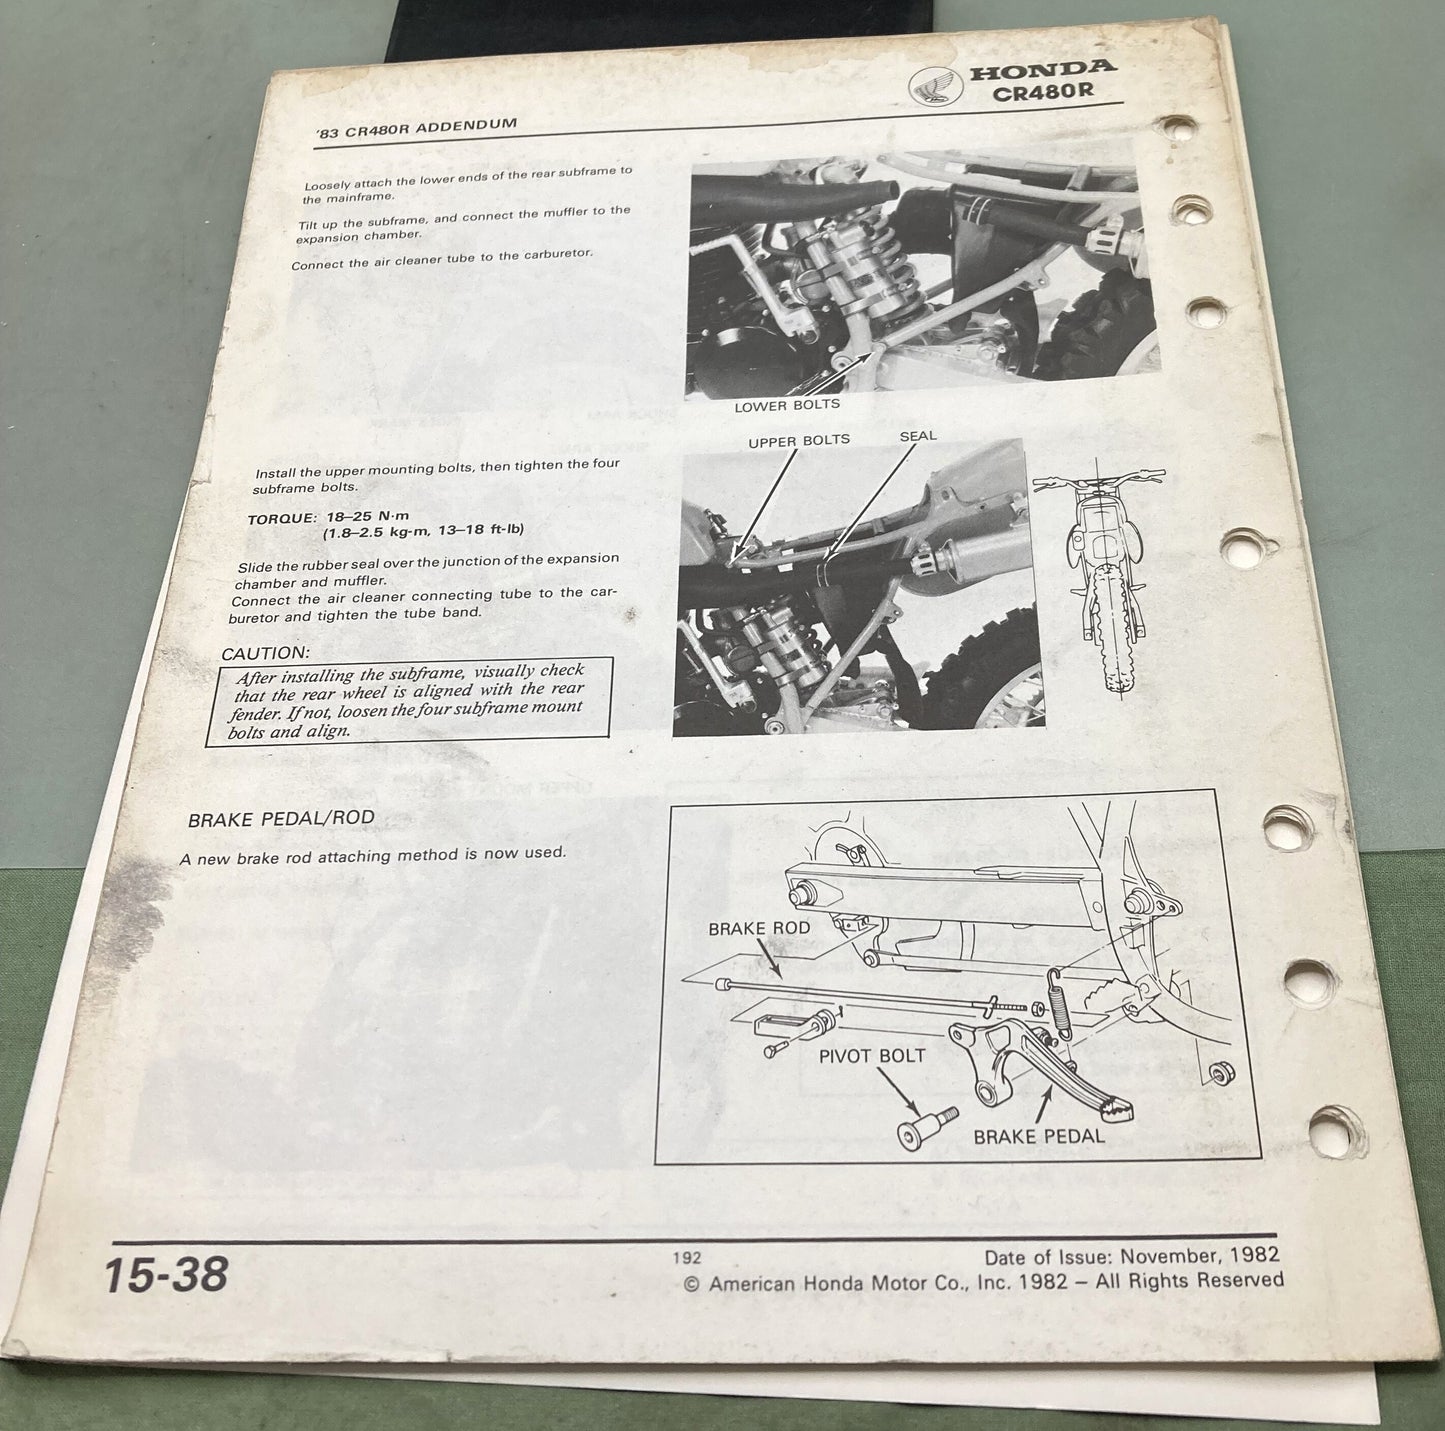 HONDA
CR480R
'83 CR480R ADDENDUM
Loosely attach the lower ends of the rear subframe to
the mainframe.
Tilt up the subframe, and connect the muffler to the
expansion chamber.
Connect the air cleaner tube to the carburetor.
LOWER BOLTS
UPPER BOLTS
SEAL
Install the upper mounting bolts, then tighten the four
subframe bolts.
TORQUE: 18–25 N·m
(1.8–2.5 kg-m, 13–18 ft-lb)
Slide the rubber seal over the junction of the expansion
chamber and muffler.
Connect the air cleaner connecting tube to the car-
buretor and tighten the tube band.
CAUTION:
After installing the subframe, visually check
that the rear wheel is aligned with the rear
fender. If not, loosen the four subframe mount
bolts and align.
BRAKE PEDAL/ROD
A new brake rod attaching method is now used.
BRAKE ROD
PIVOT BOLT
BRAKE PEDAL
15-38
192
Date of Issue: November, 1982
© American Honda Motor Co., Inc. 1982 – All Rights Reserved